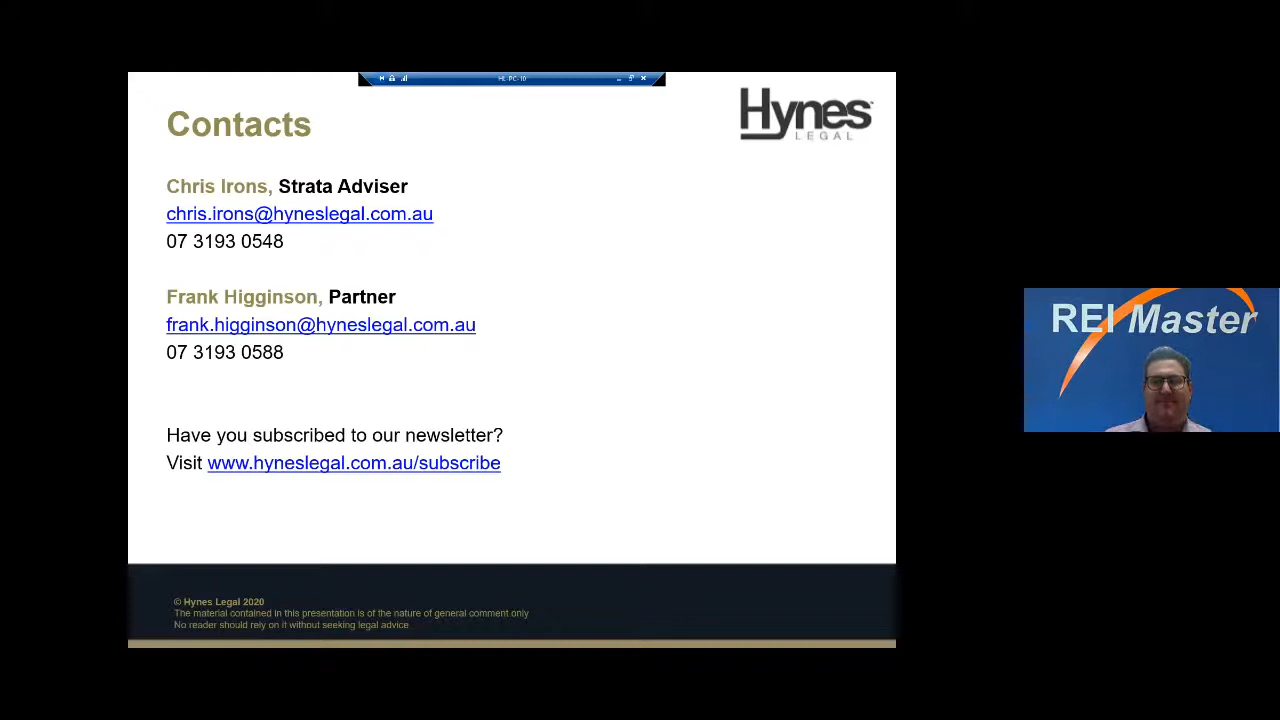 HL-PC-10
Contacts
Hynes
LEGAL
Chris Irons, Strata Adviser
chris.irons@hyneslegal.com.au
07 3193 0548
Frank Higginson, Partner
frank.higginson@hyneslegal.com.au
07 3193 0588
Have you subscribed to our newsletter?
Visit www.hyneslegal.com.au/subscribe
© Hynes Legal 2020
The material contained in this presentation is of the nature of general comment only
No reader should rely on it without seeking legal advice
REI Master